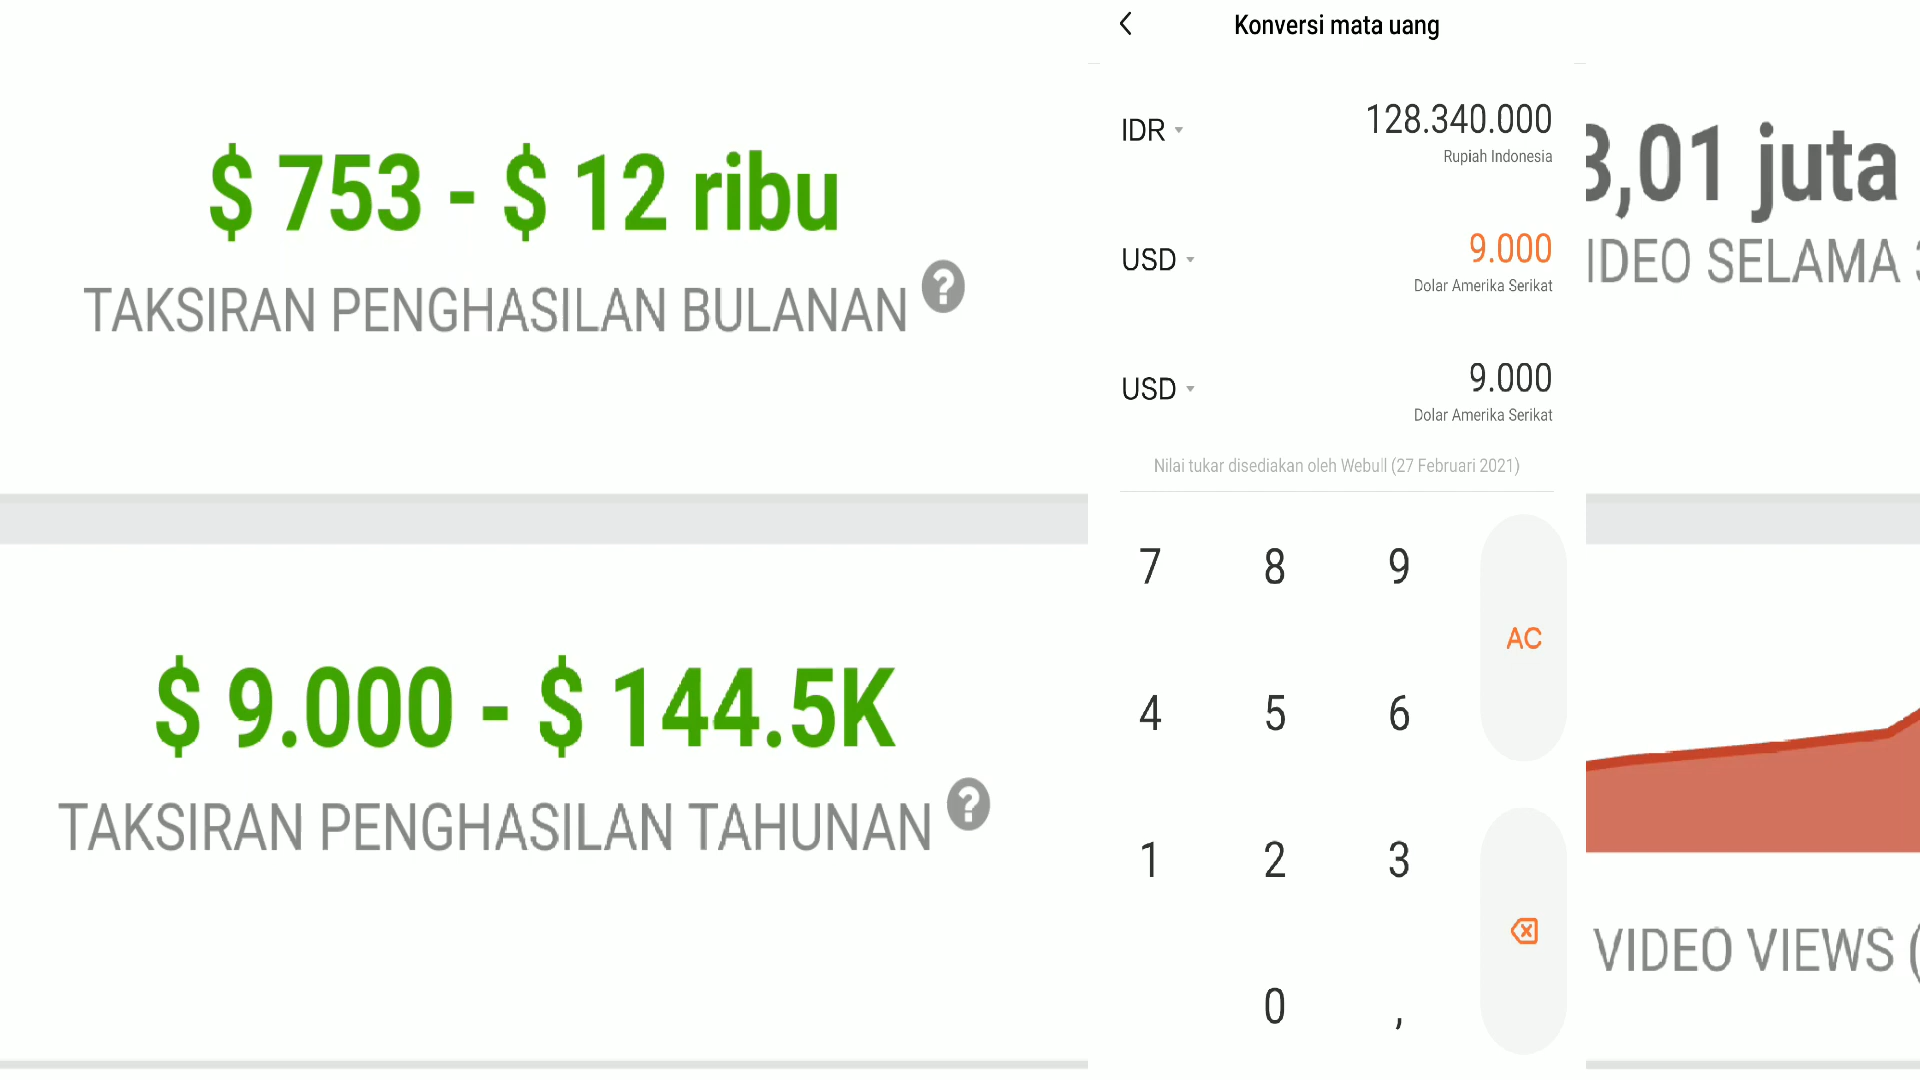 $ 753 - $ 12 ribu
TAKSIRAN PENGHASILAN BULANAN ?
$ 9.000 - $ 144.5K
TAKSIRAN PENGHASILAN TAHUNAN ?
Konversi mata uang
IDR 128.340.000
Rupiah Indonesia
USD 9.000
Dolar Amerika Serikat
USD 9.000
Dolar Amerika Serikat
Nilai tukar disediakan oleh Webull (27 Februari 2021)
7 8 9
AC
4 5 6
1 2 3
0 ,
3,01 juta
IDEO SELAMA
VIDEO VIEWS (